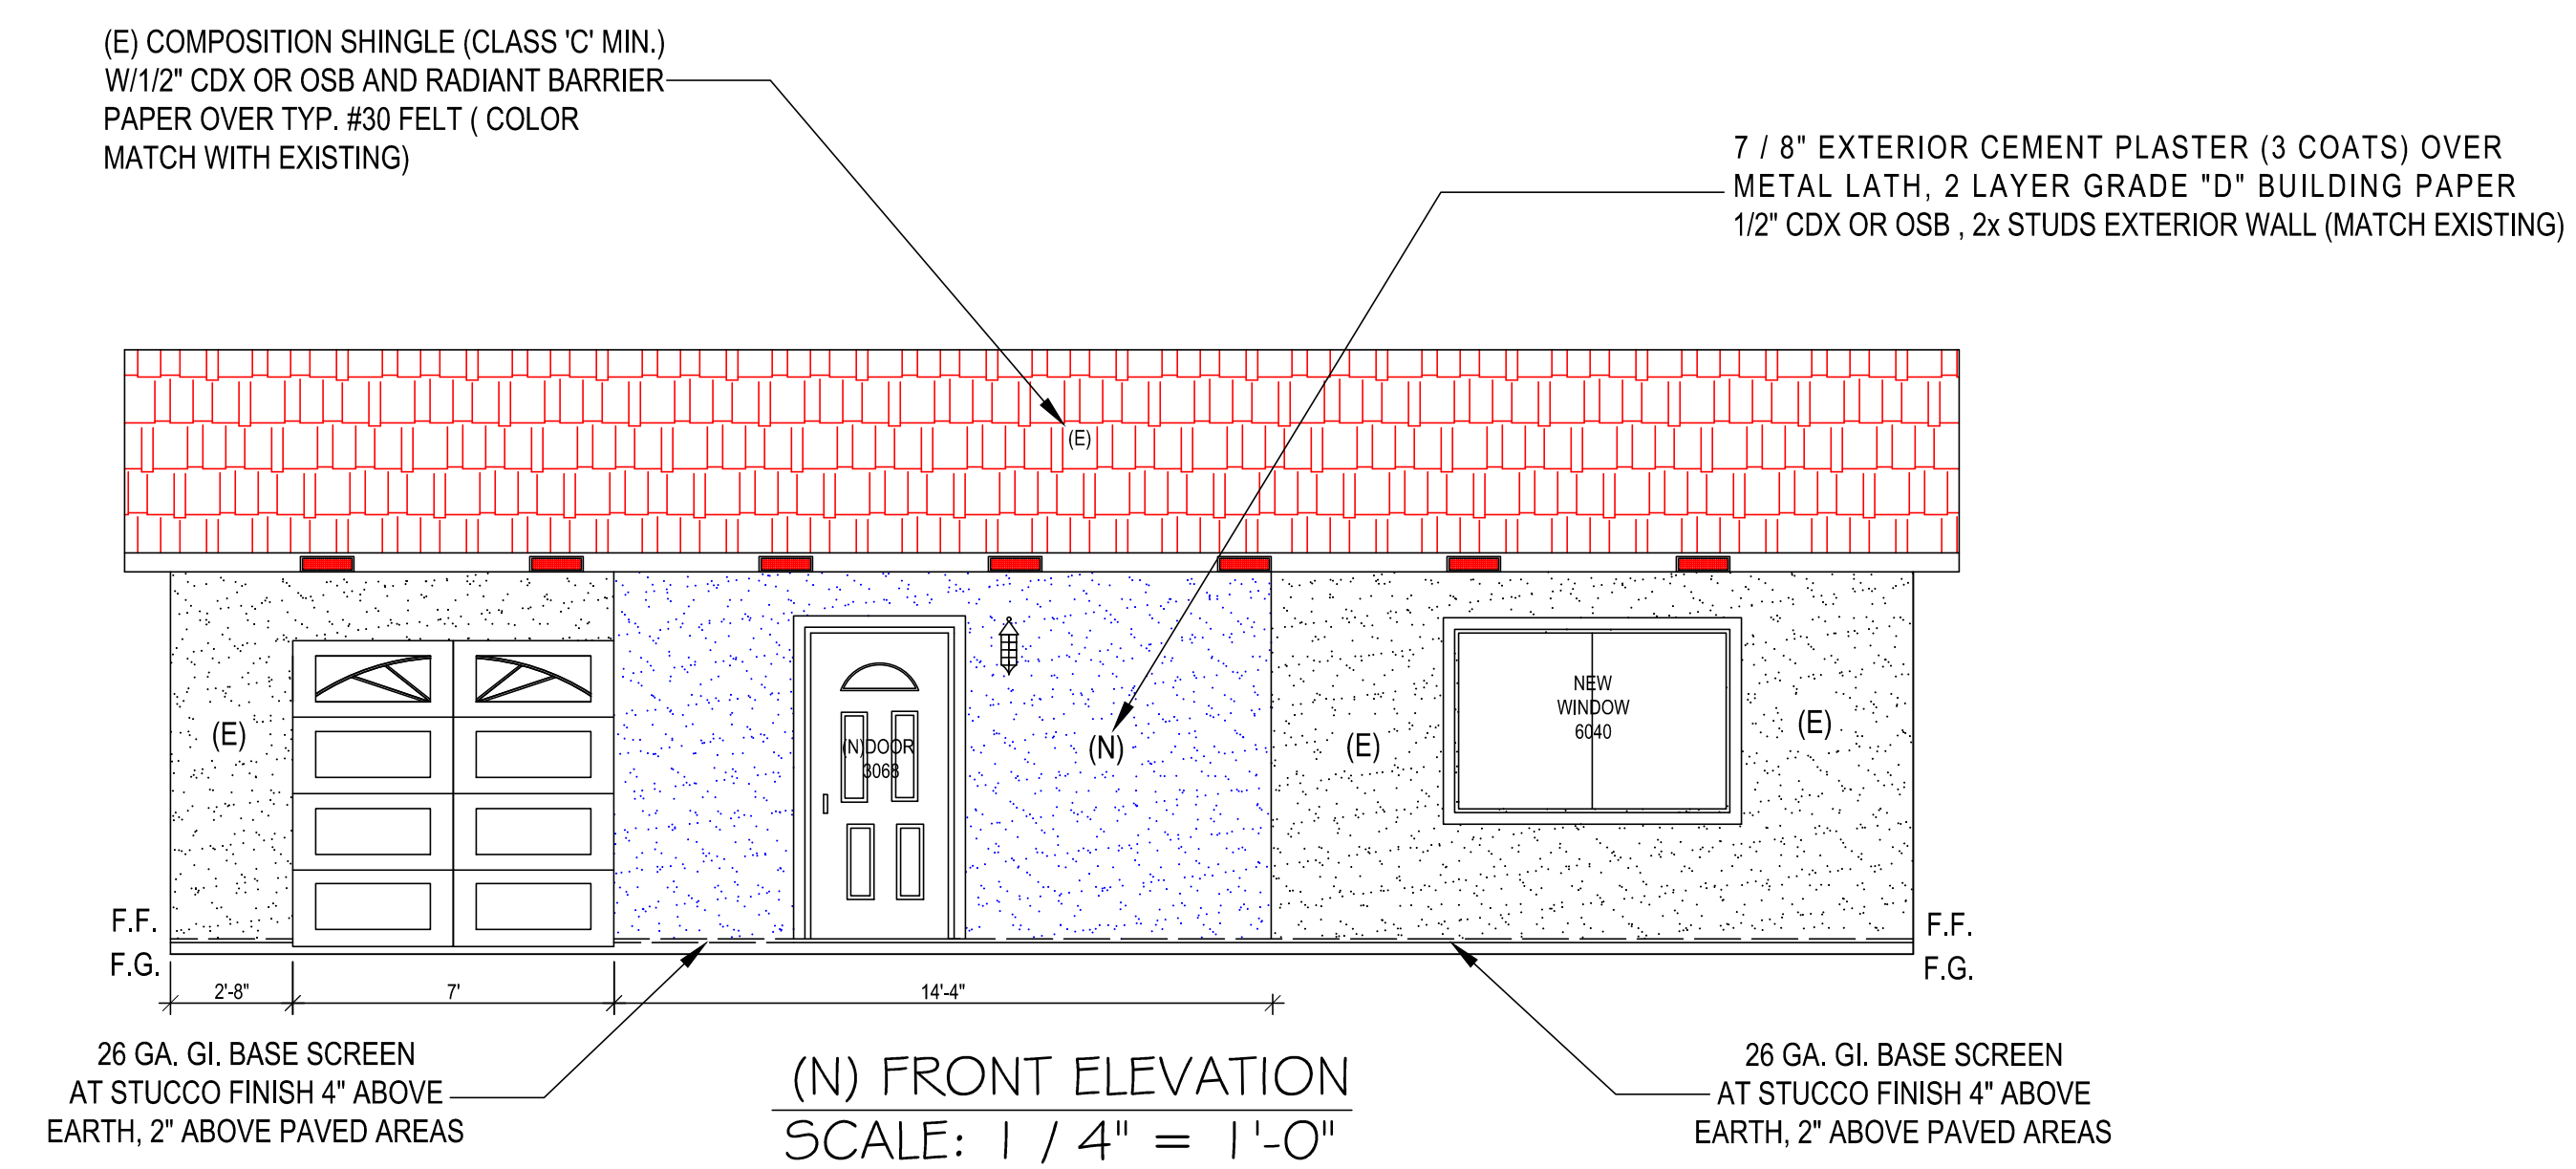 (E) COMPOSITION SHINGLE (CLASS 'C' MIN.)
W/1/2" CDX OR OSB AND RADIANT BARRIER
PAPER OVER TYP. #30 FELT ( COLOR
MATCH WITH EXISTING)
7 / 8" EXTERIOR CEMENT PLASTER (3 COATS) OVER
METAL LATH, 2 LAYER GRADE "D" BUILDING PAPER
1/2" CDX OR OSB , 2x STUDS EXTERIOR WALL (MATCH EXISTING)
(E)
(E)
(N)DOOR
3068
(N)
(E)
NEW
WINDOW
6040
(E)
F.F.
F.G.
F.F.
F.G.
2'-8"
7'
14'-4"
26 GA. GI. BASE SCREEN
AT STUCCO FINISH 4" ABOVE
EARTH, 2" ABOVE PAVED AREAS
(N) FRONT ELEVATION
SCALE: 1 / 4" = 1'-0"
26 GA. GI. BASE SCREEN
AT STUCCO FINISH 4" ABOVE
EARTH, 2" ABOVE PAVED AREAS